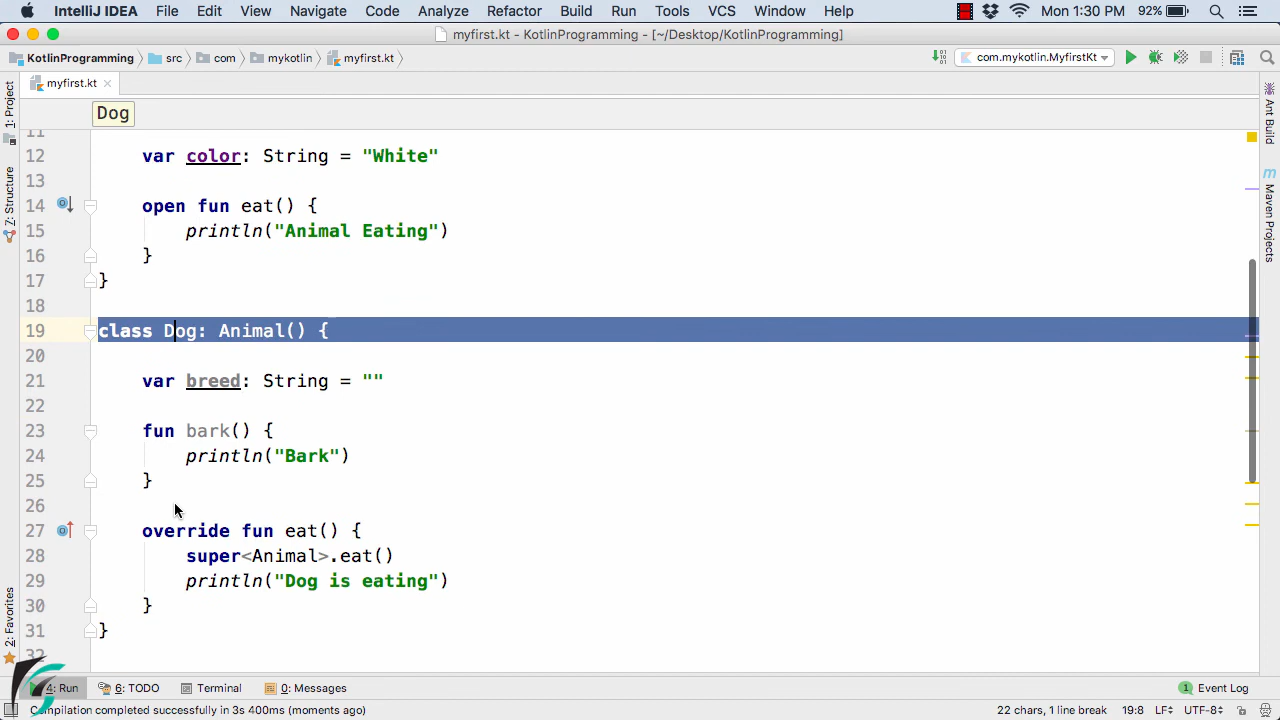 IntelliJ IDEA File Edit View Navigate Code Analyze Refactor Build Run Tools VCS Window Help Mon 1:30 PM 92%
myfirst.kt - KotlinProgramming - [~/Desktop/KotlinProgramming]
KotlinProgramming src com mykotlin myfirst.kt com.mykotlin.MyfirstKt
myfirst.kt
Dog
1: Project
7: Structure
2: Favorites
Ant Build
m Maven Projects
11
12 var color: String = "White"
13
14 open fun eat() {
15 println("Animal Eating")
16 }
17 }
18
19 class Dog: Animal() {
20
21 var breed: String = ""
22
23 fun bark() {
24 println("Bark")
25 }
26
27 override fun eat() {
28 super<Animal>.eat()
29 println("Dog is eating")
30 }
31 }
32
4: Run 6: TODO Terminal 0: Messages 1 Event Log
Compilation completed successfully in 3s 400ms (moments ago) 22 chars, 1 line break 19:8 LF UTF-8